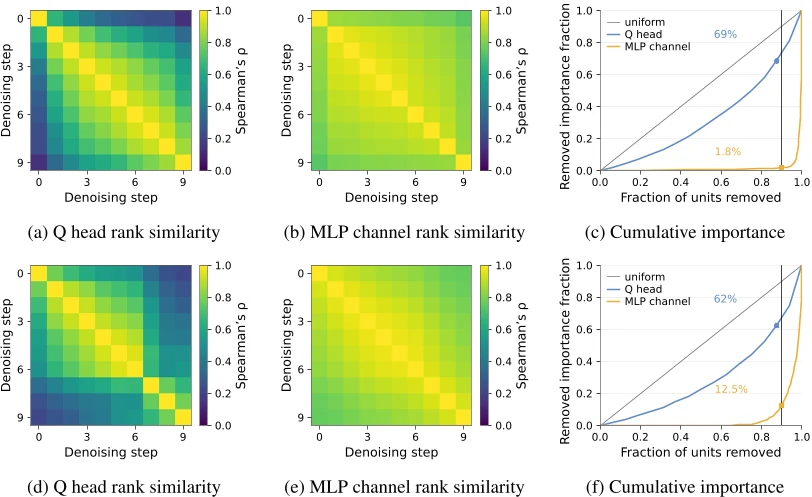 0
3
6
9
Denoising step
0 3 6 9
Denoising step
1.0
0.8
0.6
0.4
0.2
0.0
Spearman's ρ
(a) Q head rank similarity
0
3
6
9
Denoising step
0 3 6 9
Denoising step
1.0
0.8
0.6
0.4
0.2
0.0
Spearman's ρ
(b) MLP channel rank similarity
Removed importance fraction
1.0
0.8
0.6
0.4
0.2
0.0
uniform
Q head
MLP channel
69%
1.8%
0.0 0.2 0.4 0.6 0.8 1.0
Fraction of units removed
(c) Cumulative importance
0
3
6
9
Denoising step
0 3 6 9
Denoising step
1.0
0.8
0.6
0.4
0.2
0.0
Spearman's ρ
(d) Q head rank similarity
0
3
6
9
Denoising step
0 3 6 9
Denoising step
1.0
0.8
0.6
0.4
0.2
0.0
Spearman's ρ
(e) MLP channel rank similarity
Removed importance fraction
1.0
0.8
0.6
0.4
0.2
0.0
uniform
Q head
MLP channel
62%
12.5%
0.0 0.2 0.4 0.6 0.8 1.0
Fraction of units removed
(f) Cumulative importance